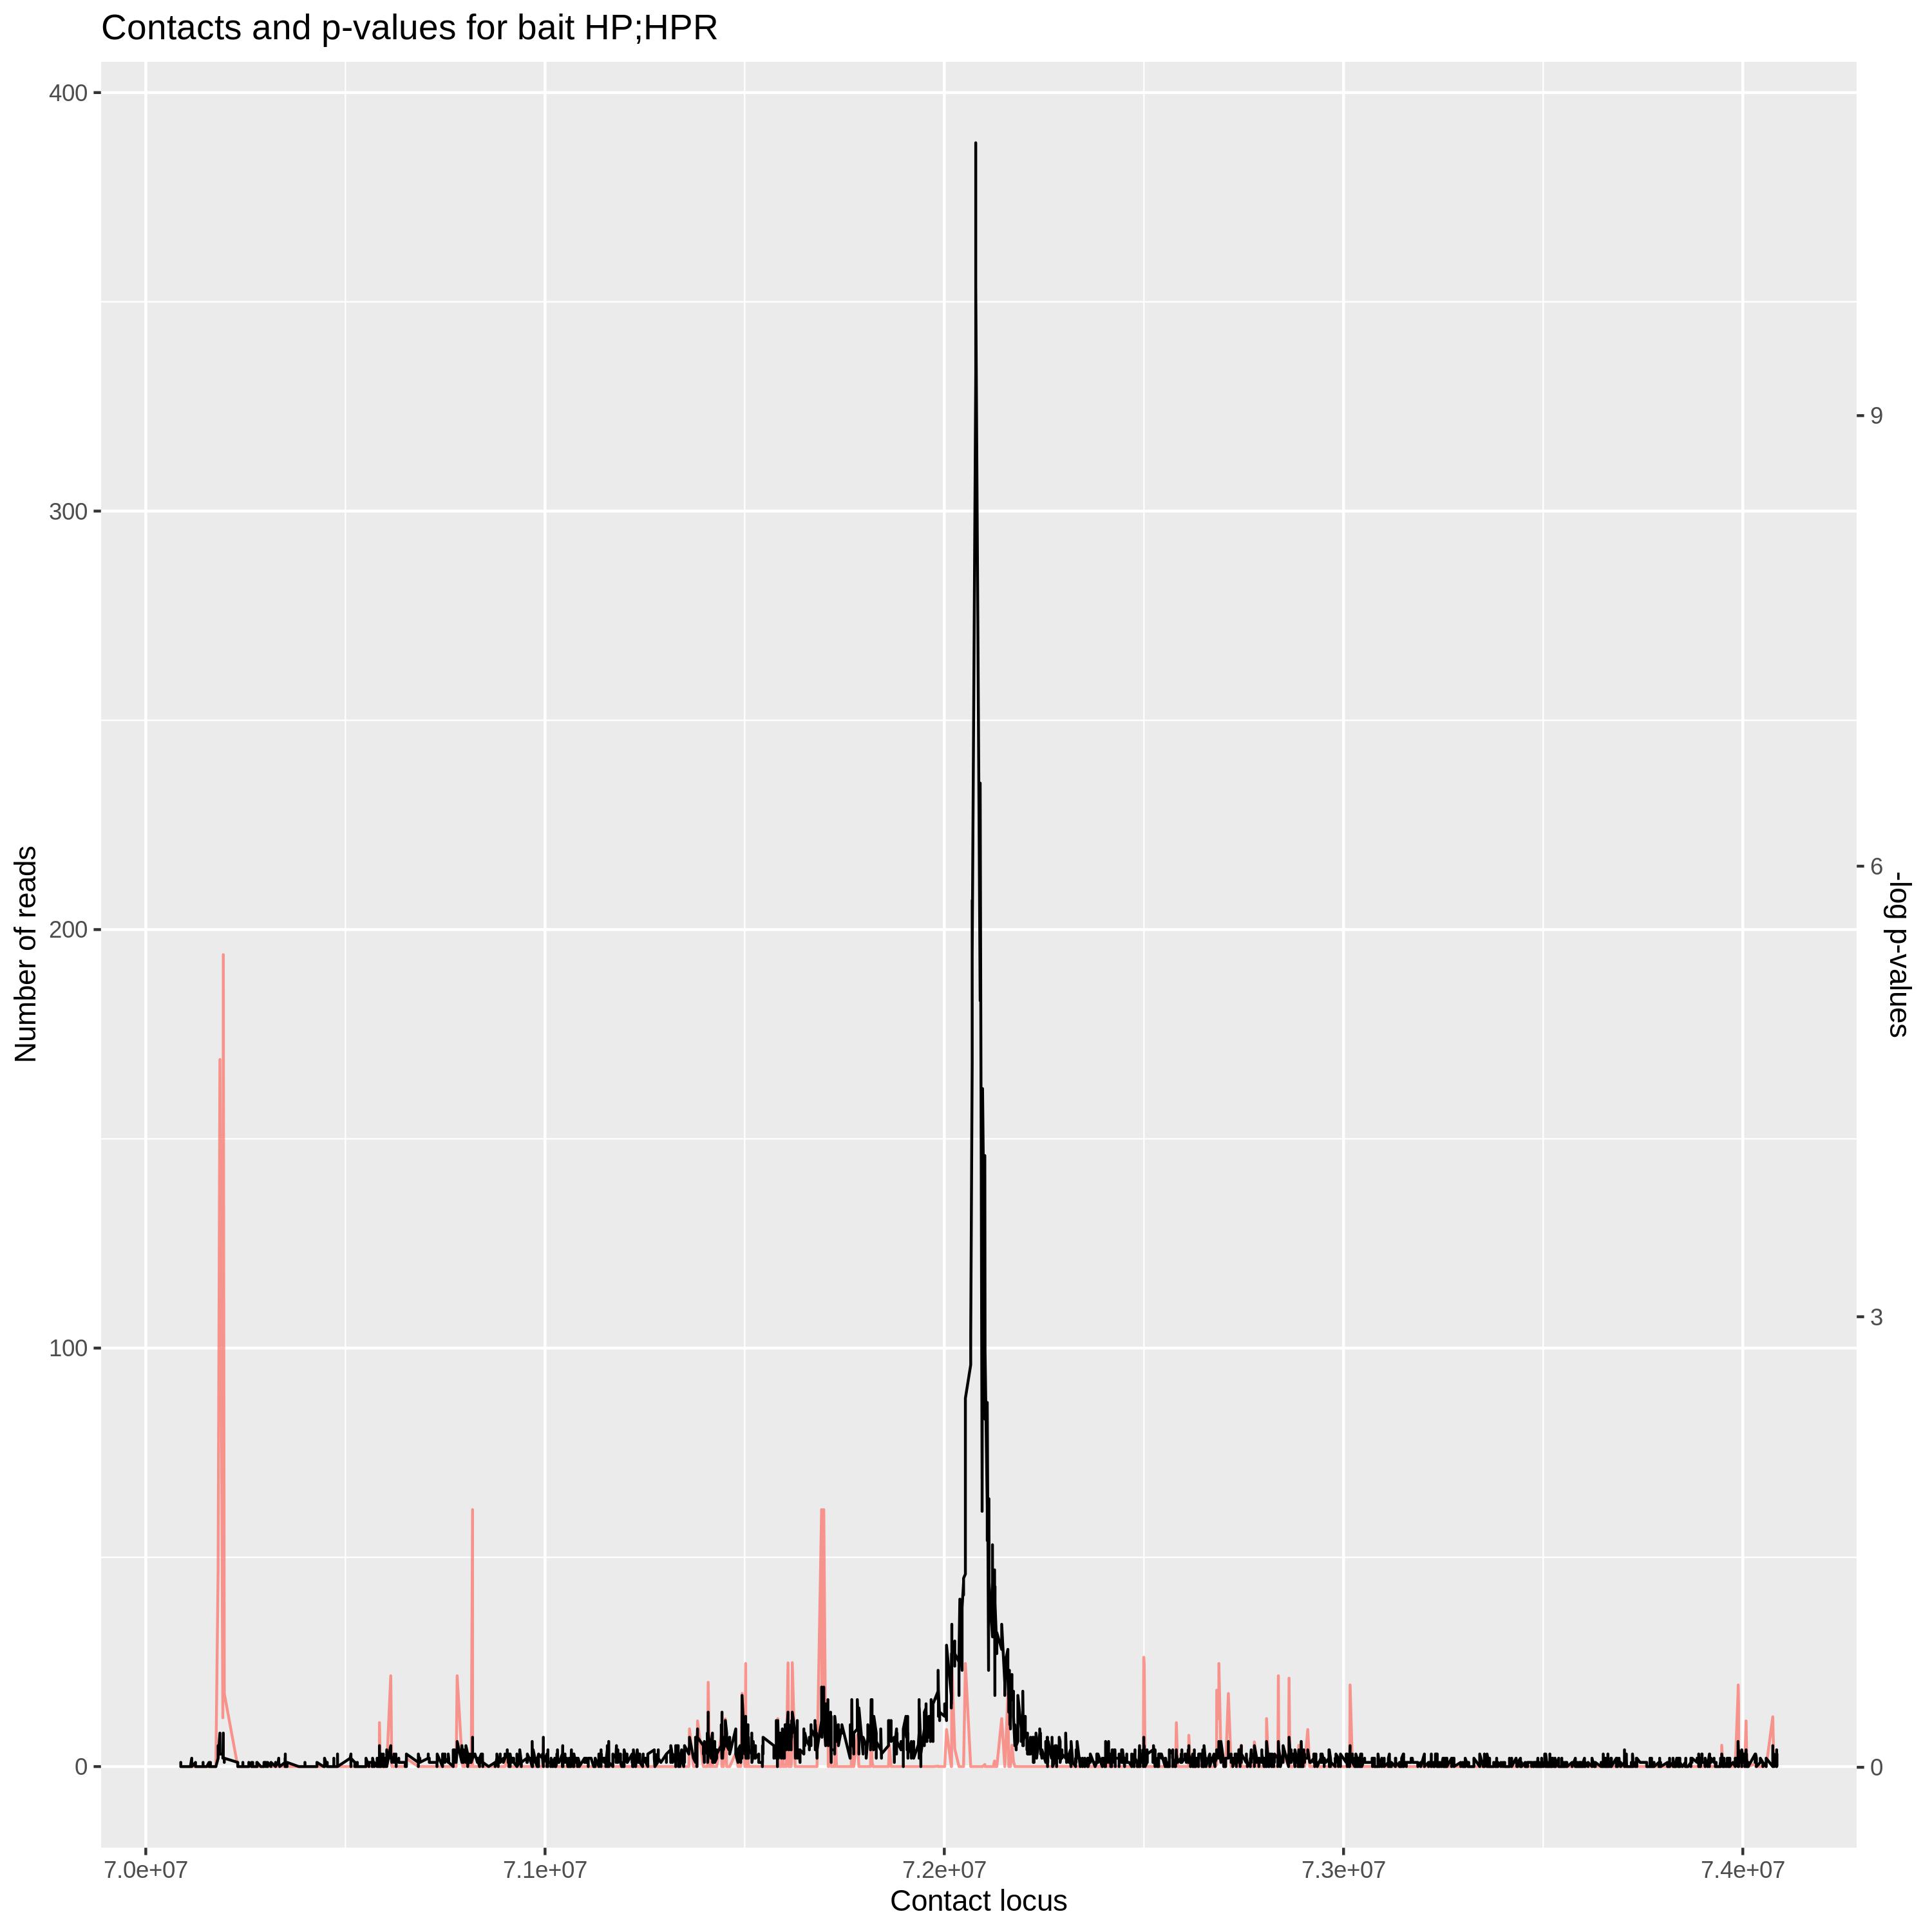 Contacts and p-values for bait HP;HPR
400
300
200
100
0
Number of reads
9
6
3
0
-log p-values
7.0e+07
7.1e+07
7.2e+07
7.3e+07
7.4e+07
Contact locus